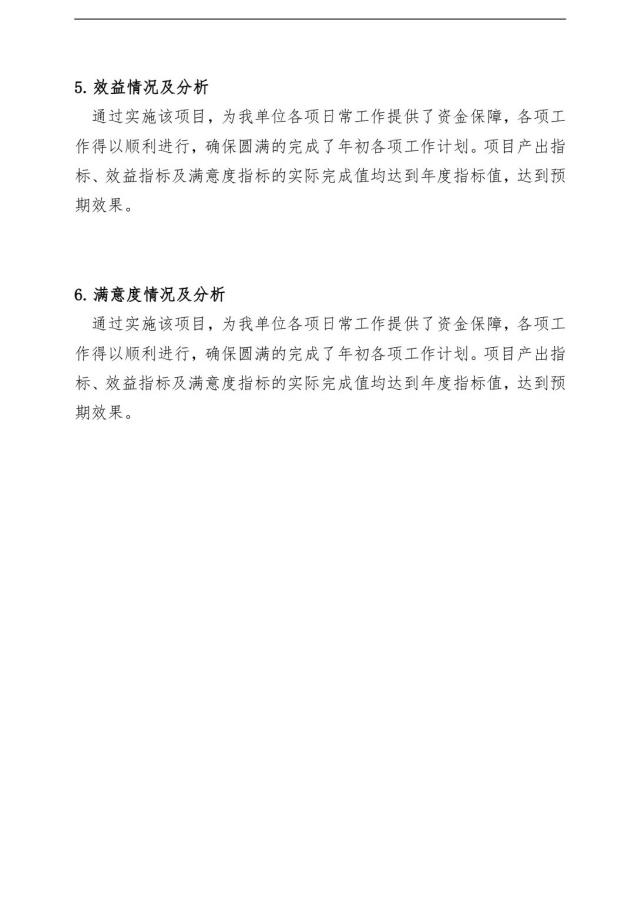 5. 效益情况及分析
通过实施该项目，为我单位各项日常工作提供了资金保障，各项工
作得以顺利进行，确保圆满的完成了年初各项工作计划。项目产出指
标、效益指标及满意度指标的实际完成值均达到年度指标值，达到预
期效果。
6. 满意度情况及分析
通过实施该项目，为我单位各项日常工作提供了资金保障，各项工
作得以顺利进行，确保圆满的完成了年初各项工作计划。项目产出指
标、效益指标及满意度指标的实际完成值均达到年度指标值，达到预
期效果。